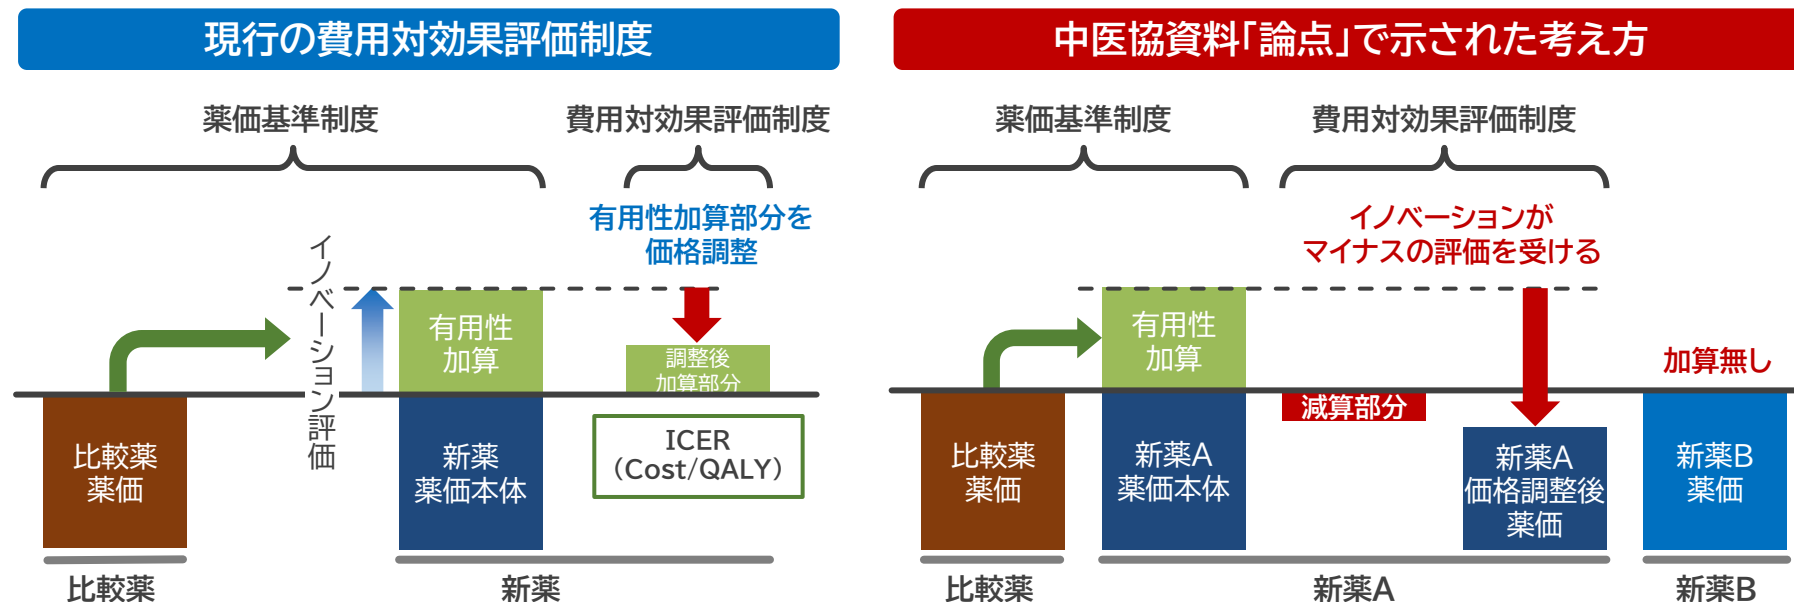 現行の費用対効果評価制度
薬価基準制度
費用対効果評価制度
有用性加算部分を
価格調整
イノベーション評価
有用性
加算
調整後
加算部分
比較薬
薬価
新薬
薬価本体
ICER
(Cost/QALY)
比較薬
新薬
中医協資料「論点」で示された考え方
薬価基準制度
費用対効果評価制度
イノベーションが
マイナスの評価を受ける
有用性
加算
加算無し
減算部分
比較薬
薬価
新薬A
薬価本体
新薬A
価格調整後
薬価
新薬B
薬価
比較薬
新薬A
新薬B